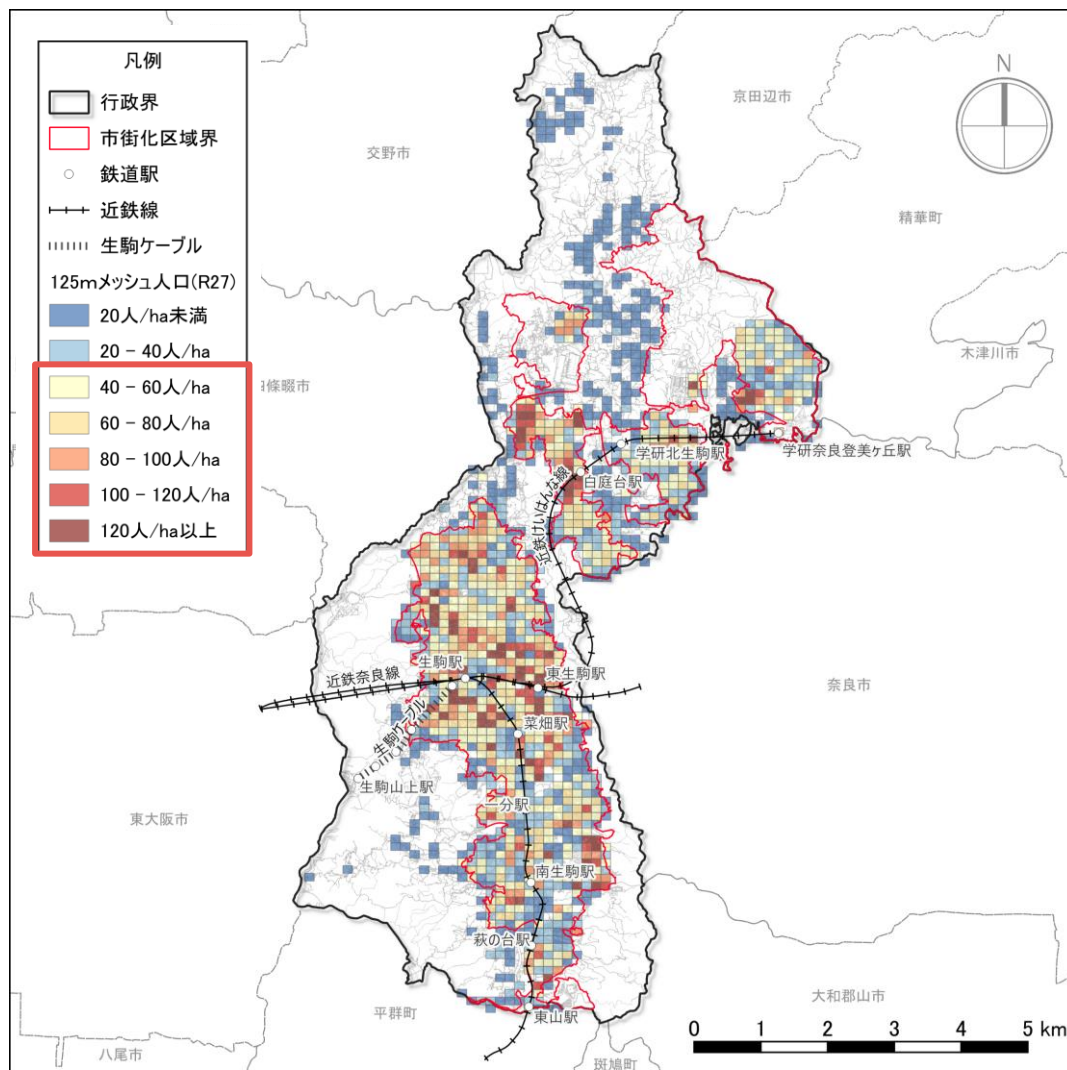 凡例
行政界
市街化区域界
鉄道駅
近鉄線
生駒ケーブル
125mメッシュ人口(R27)
20人/ha未満
20 - 40人/ha
40 - 60人/ha
60 - 80人/ha
80 - 100人/ha
100 - 120人/ha
120人/ha以上
N
京田辺市
交野市
精華町
木津川市
四條畷市
学研北生駒駅
学研奈良登美ヶ丘駅
白庭台駅
近鉄けいはんな線
生駒駅
東生駒駅
近鉄奈良線
奈良市
菜畑駅
生駒ケーブル
生駒山上駅
一分駅
東大阪市
南生駒駅
萩の台駅
大和郡山市
平群町
東山駅
八尾市
斑鳩町
0 1 2 3 4 5 km